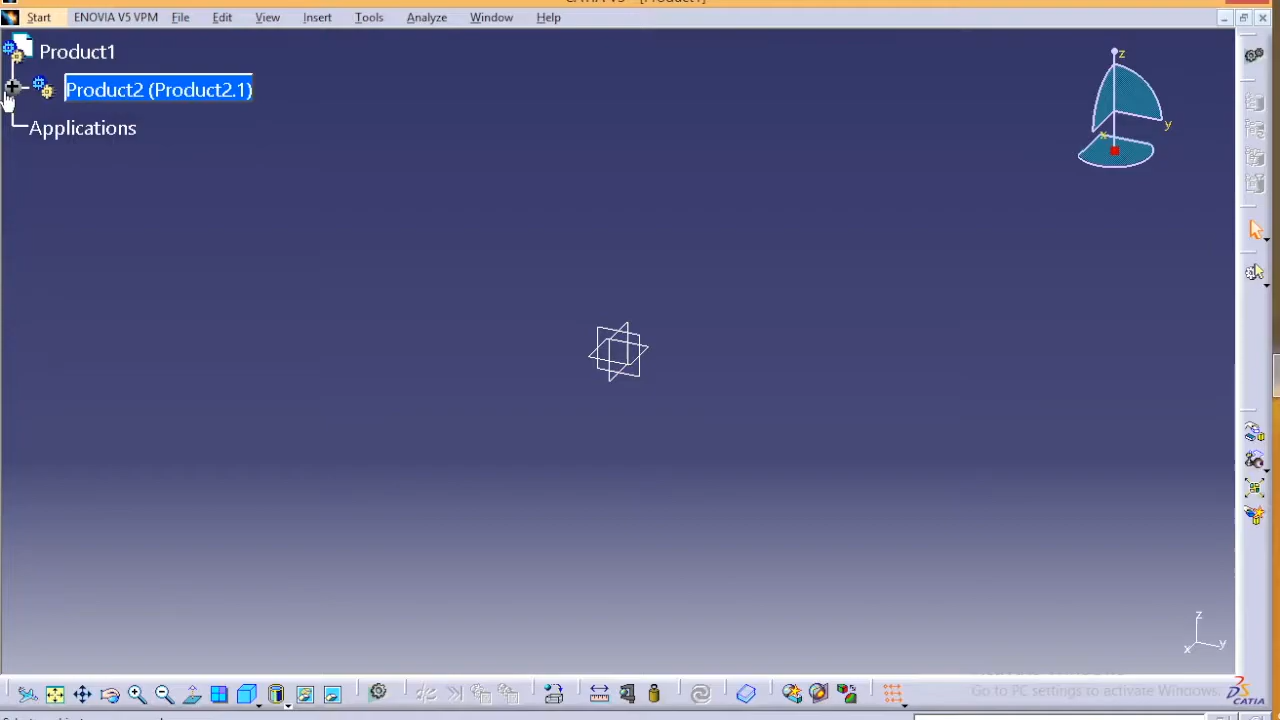 Start ENOVIA V5 VPM File Edit View Insert Tools Analyze Window Help
Product1
Product2 (Product2.1)
Applications
z
y
x
z
y
x
to PC settings to activate Windows.
CATIA